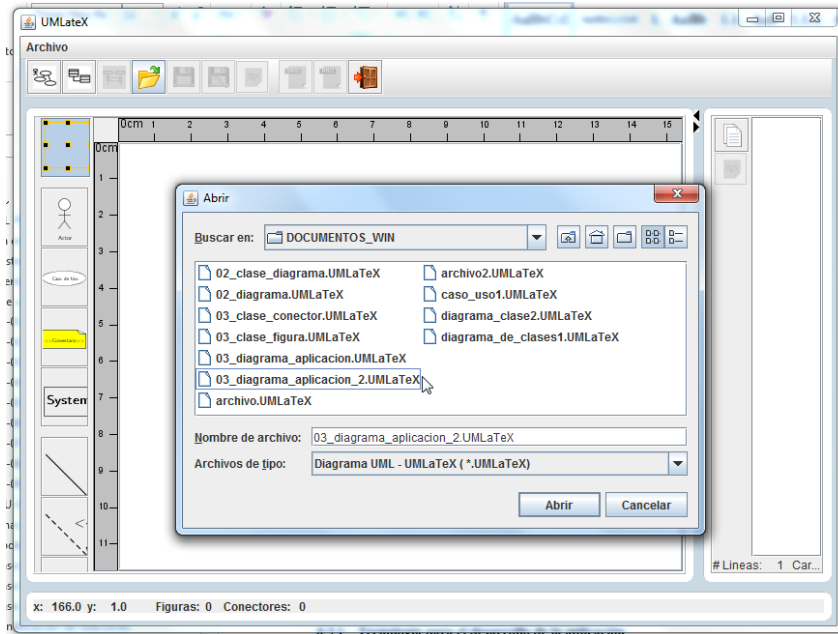 UMLateX
Archivo
0cm 1 2 3 4 5 6 7 8 9 10 11 12 13 14 15
0cm
1
2
3
4
5
6
7
8
9
10
11
Actor
Caso de Uso
<<Comentario>>
System
Abrir
Buscar en: DOCUMENTOS_WIN
02_clase_diagrama.UMLaTeX
02_diagrama.UMLaTeX
03_clase_conector.UMLaTeX
03_clase_figura.UMLaTeX
03_diagrama_aplicacion.UMLaTeX
03_diagrama_aplicacion_2.UMLaTeX
archivo.UMLaTeX
archivo2.UMLaTeX
caso_uso1.UMLaTeX
diagrama_clase2.UMLaTeX
diagrama_de_clases1.UMLaTeX
Nombre de archivo: 03_diagrama_aplicacion_2.UMLaTeX
Archivos de tipo: Diagrama UML - UMLaTeX ( *.UMLaTeX)
Abrir Cancelar
# Lineas: 1 Car...
x: 166.0 y: 1.0 Figuras: 0 Conectores: 0